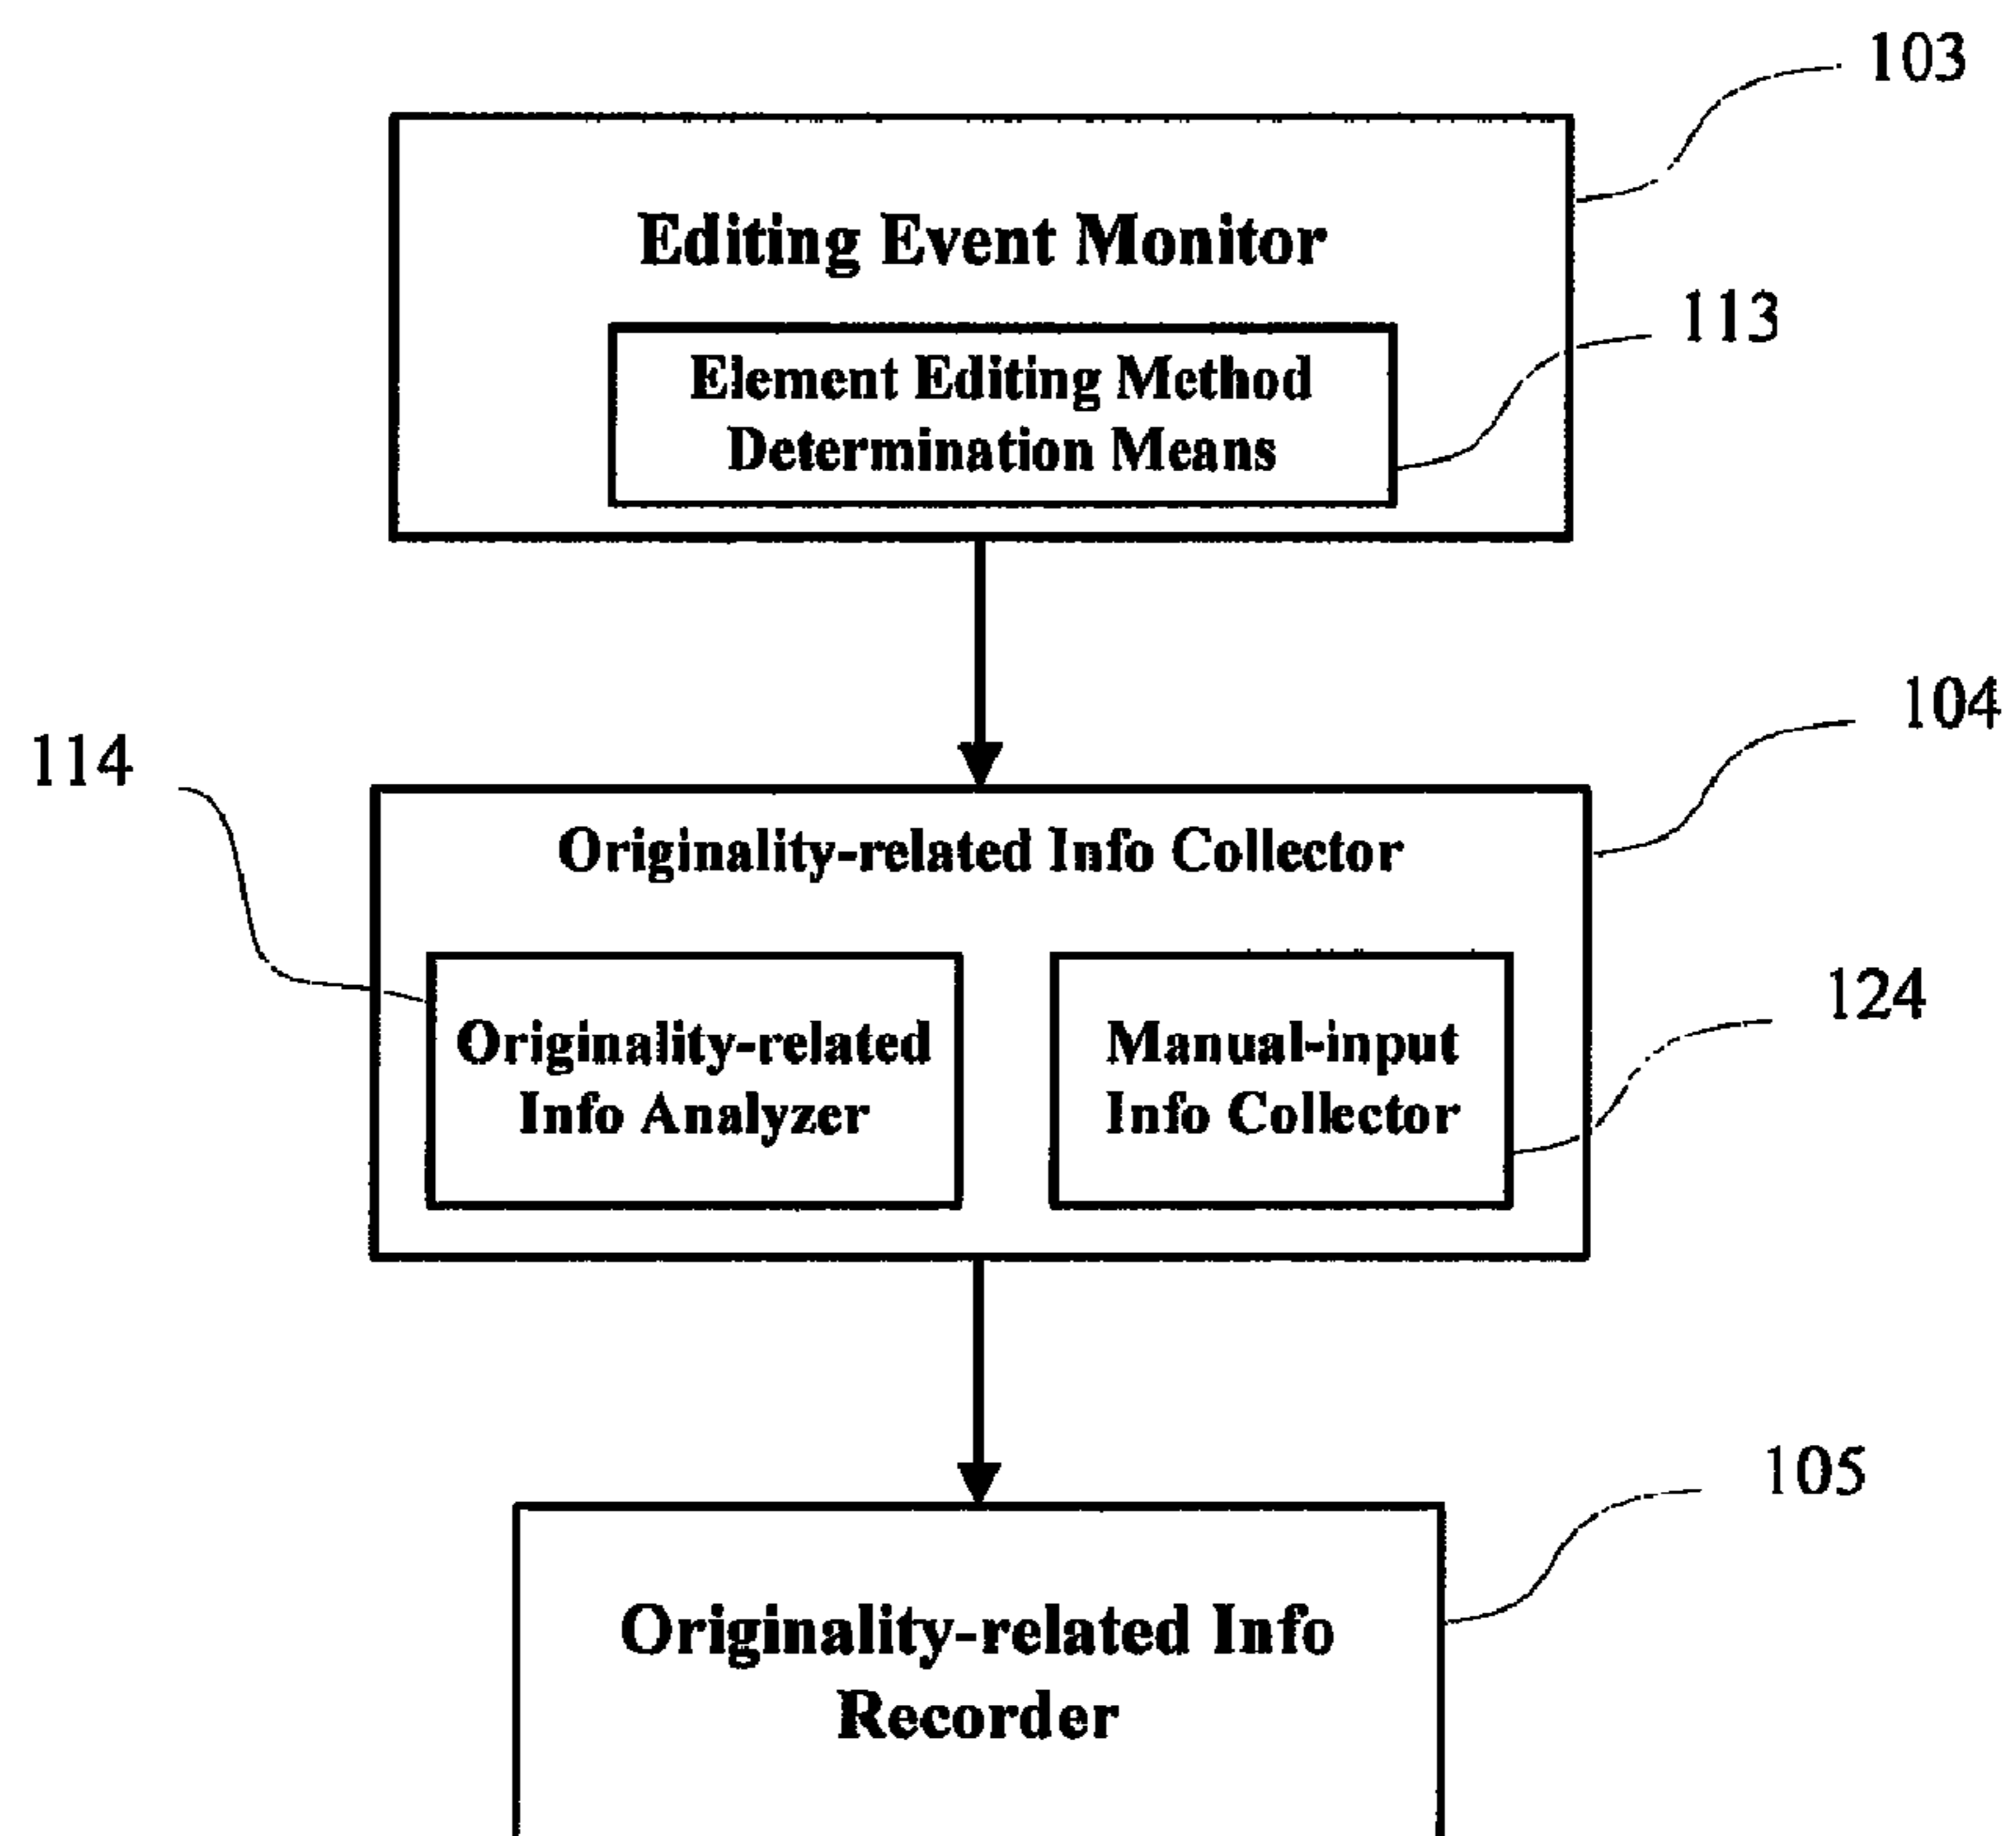 103
Editing Event Monitor
113
Element Editing Method
Determination Means
104
114
Originality-related Info Collector
124
Originality-related
Info Analyzer
Manual-input
Info Collector
105
Originality-related Info
Recorder